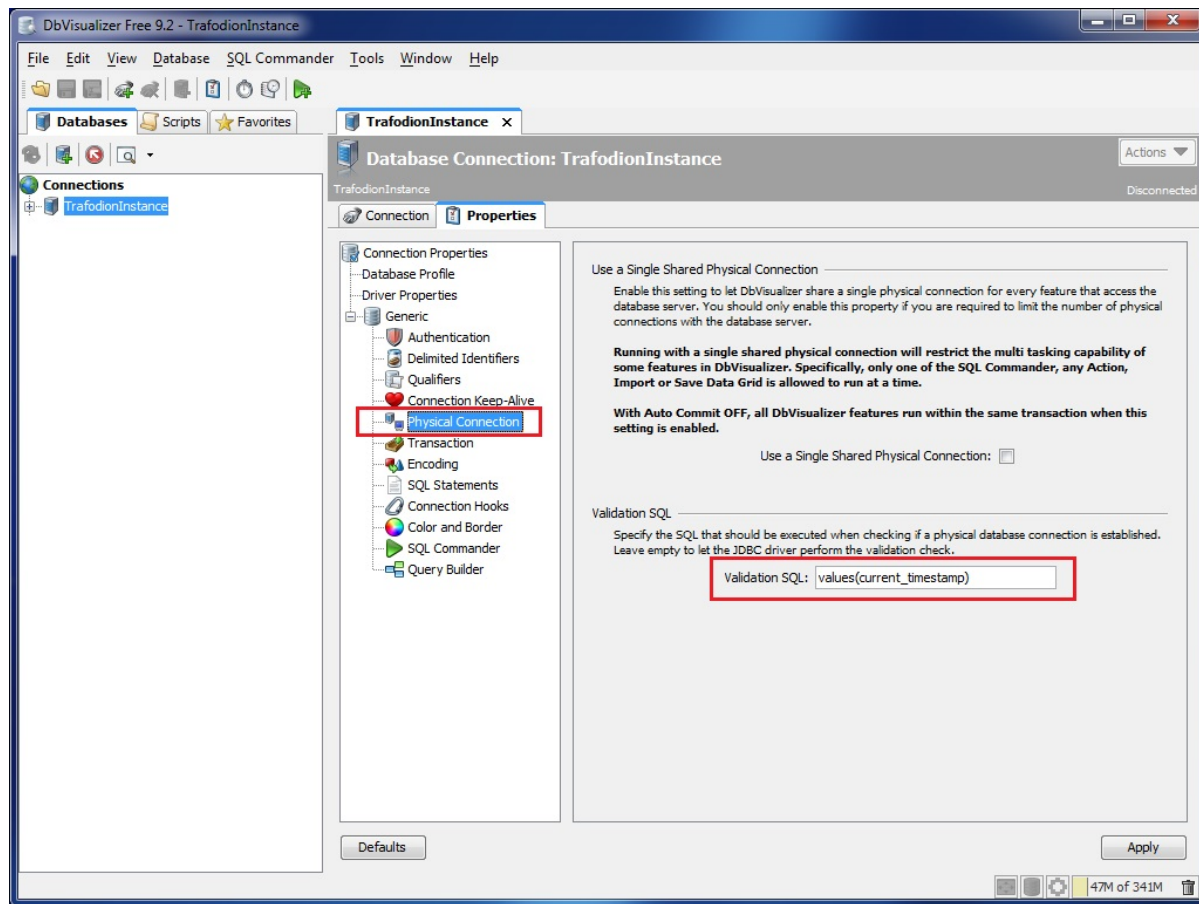 DbVisualizer Free 9.2 - TrafodionInstance
File Edit View Database SQL Commander Tools Window Help
Databases Scripts Favorites
TrafodionInstance
Database Connection: TrafodionInstance
Actions
TrafodionInstance
Disconnected
Connections
TrafodionInstance
Connection Properties
Connection Properties
Database Profile
Driver Properties
Generic
Authentication
Delimited Identifiers
Qualifiers
Connection Keep-Alive
Physical Connection
Transaction
Encoding
SQL Statements
Connection Hooks
Color and Border
SQL Commander
Query Builder
Use a Single Shared Physical Connection
Enable this setting to let DbVisualizer share a single physical connection for every feature that access the
database server. You should only enable this property if you are required to limit the number of physical
connections with the database server.
Running with a single shared physical connection will restrict the multi tasking capability of
some features in DbVisualizer. Specifically, only one of the SQL Commander, any Action,
Import or Save Data Grid is allowed to run at a time.
With Auto Commit OFF, all DbVisualizer features run within the same transaction when this
setting is enabled.
Use a Single Shared Physical Connection:
Validation SQL
Specify the SQL that should be executed when checking if a physical database connection is established.
Leave empty to let the JDBC driver perform the validation check.
Validation SQL: values(current_timestamp)
Defaults
Apply
47M of 341M